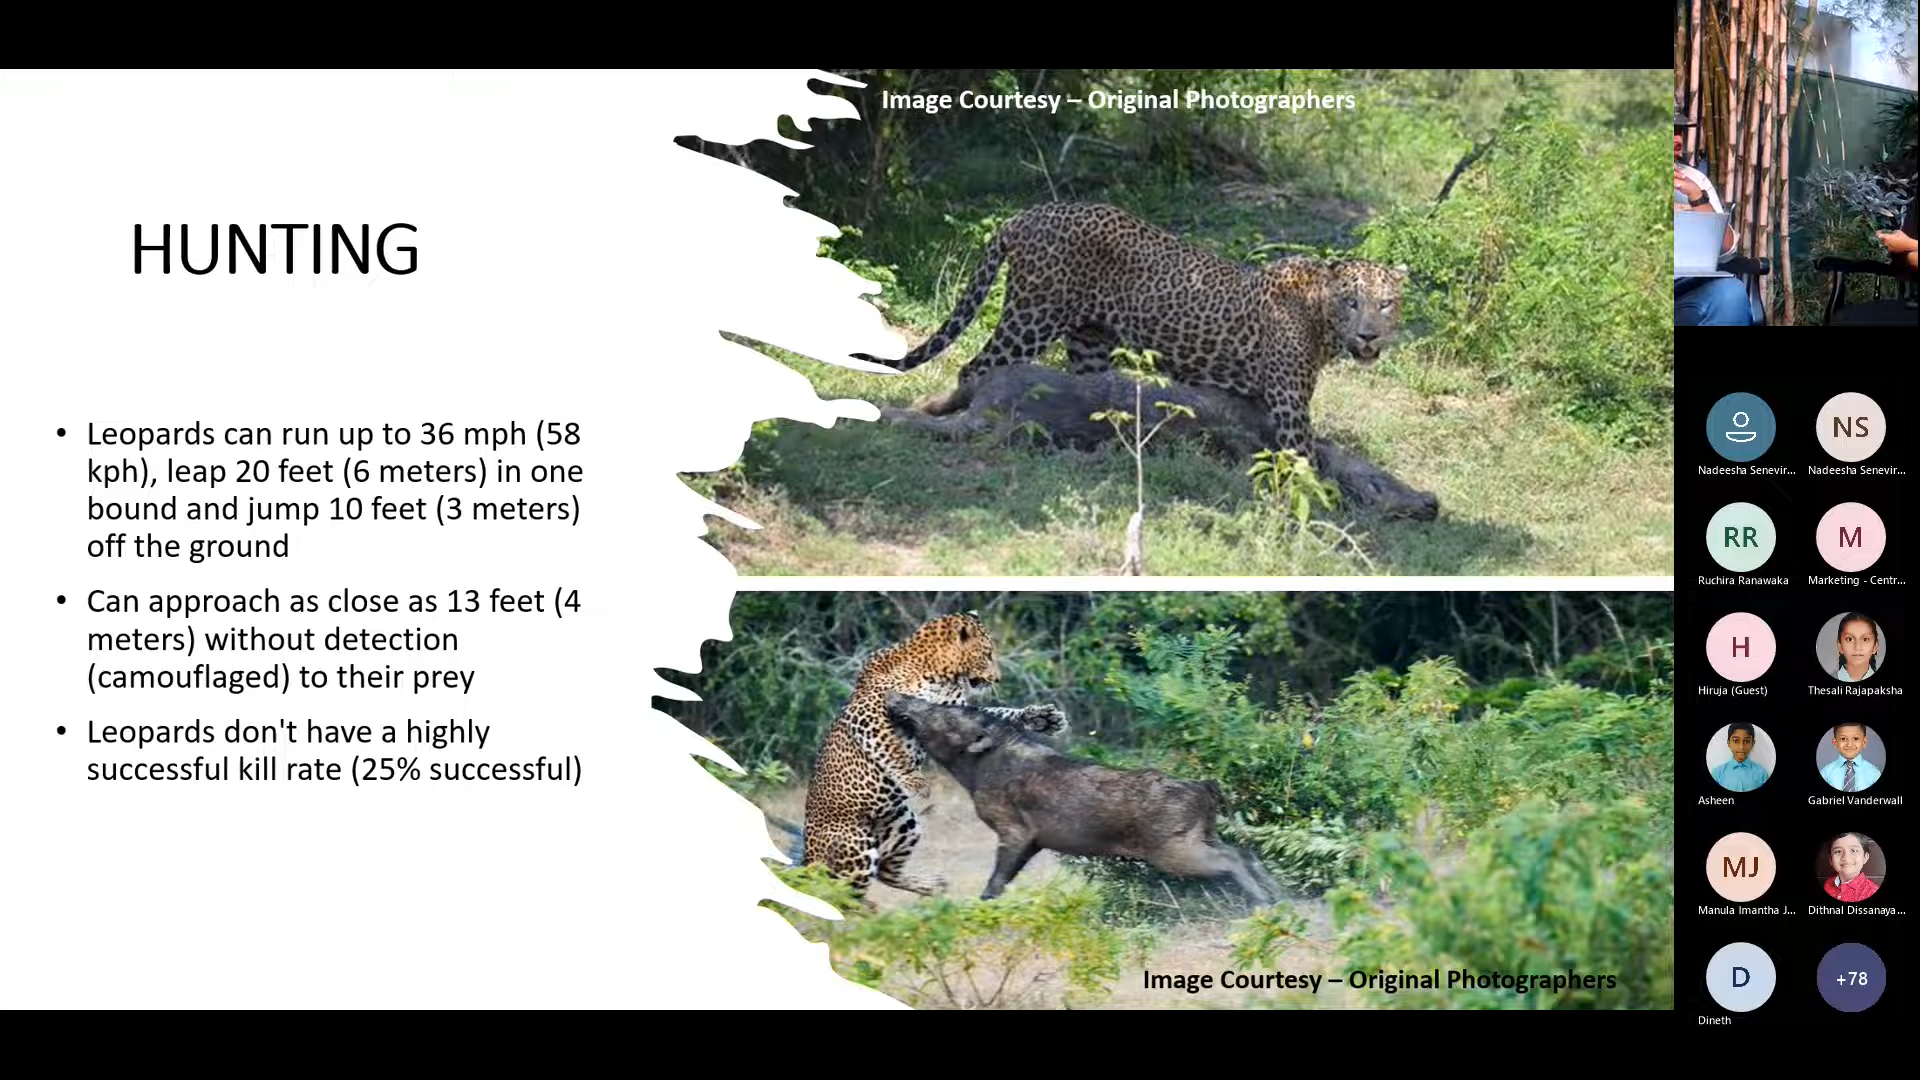 Image Courtesy – Original Photographers
HUNTING
• Leopards can run up to 36 mph (58
kph), leap 20 feet (6 meters) in one
bound and jump 10 feet (3 meters)
off the ground
• Can approach as close as 13 feet (4
meters) without detection
(camouflaged) to their prey
• Leopards don't have a highly
successful kill rate (25% successful)
Image Courtesy – Original Photographers
NS
Nadeesha Senevir...
Nadeesha Senevir...
RR
M
Ruchira Ranawaka
Marketing - Centr...
H
Hiruja (Guest)
Thesali Rajapaksha
Asheen
Gabriel Vanderwall
MJ
Manula Imantha J...
Dithnal Dissanaya...
D
+78
Dineth